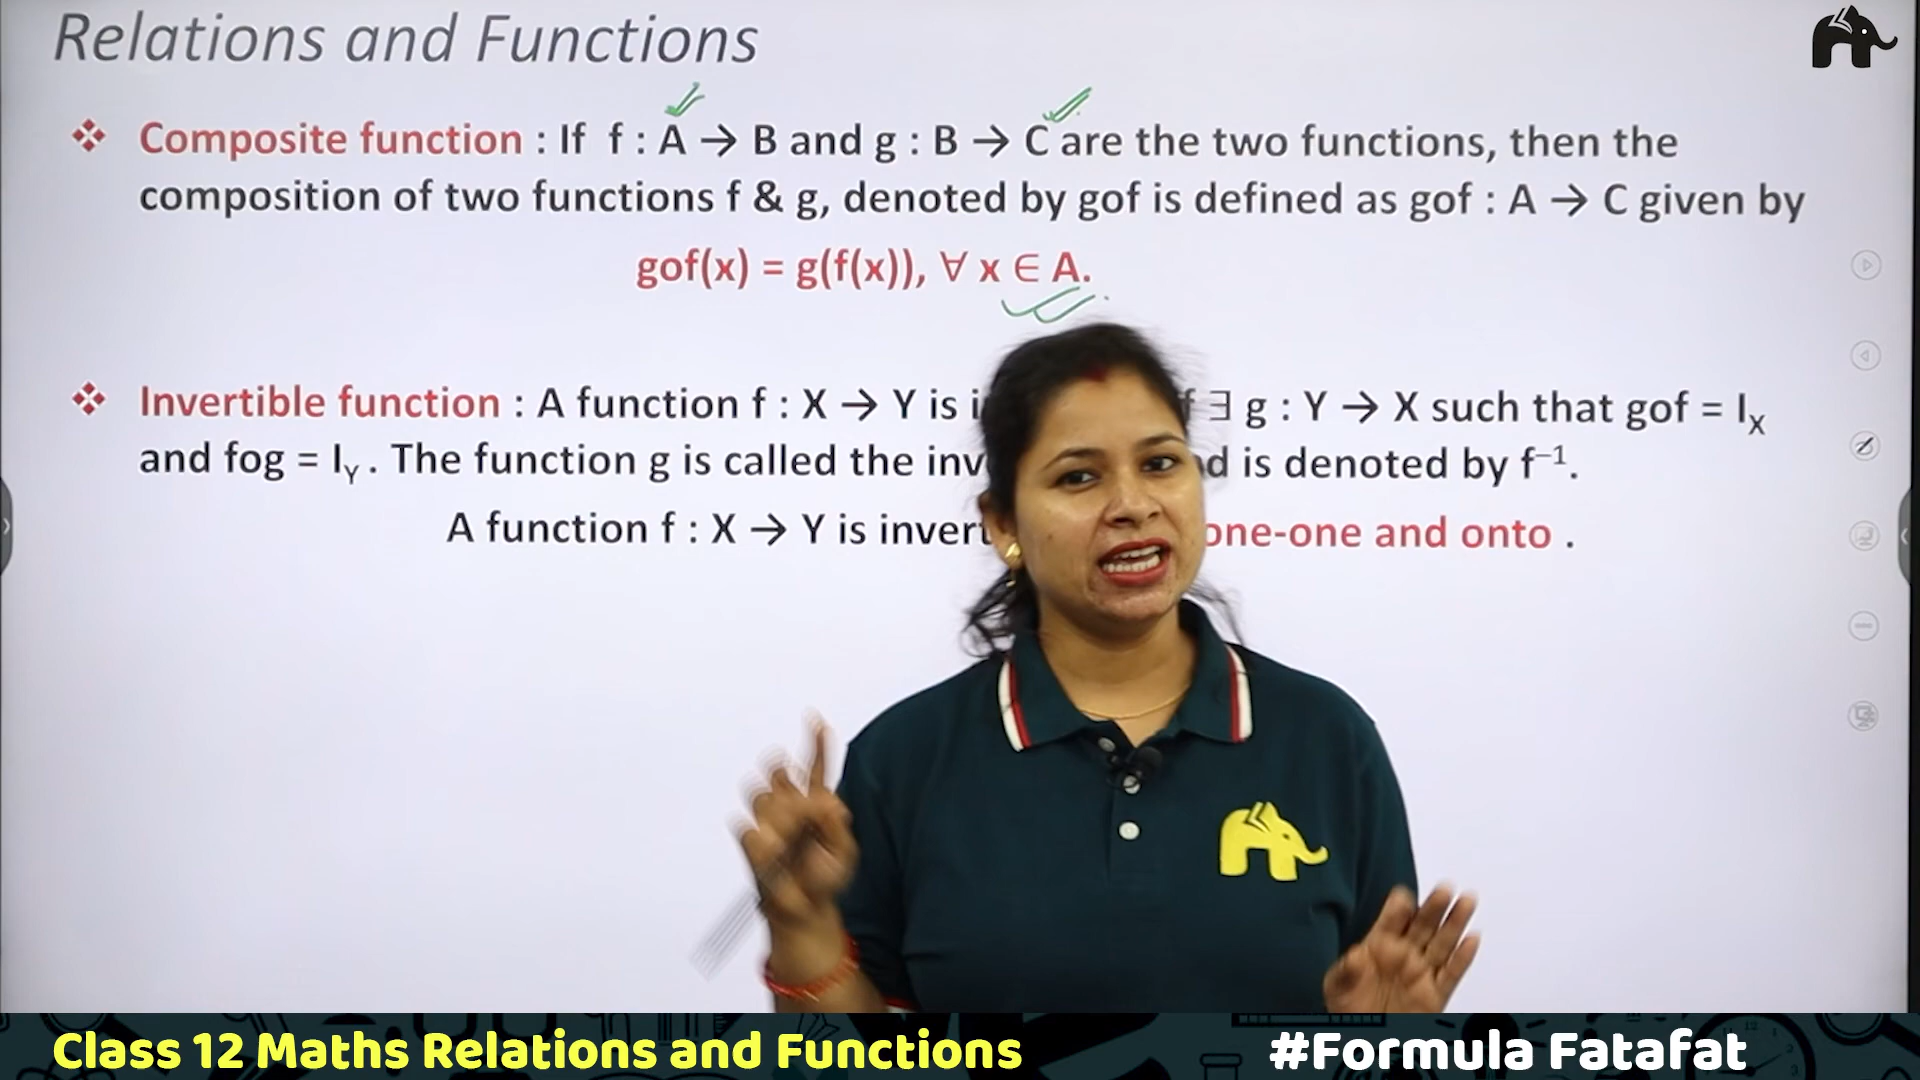 Relations and Functions
❖ Composite function : If f : A → B and g : B → C are the two functions, then the
composition of two functions f & g, denoted by gof is defined as gof : A → C given by
gof(x) = g(f(x)), ∀ x ∈ A.
❖ Invertible function : A function f : X → Y is ∃ g : Y → X such that gof = Iₓ
and fog = Iᵧ . The function g is called the is denoted by f⁻¹.
A function f : X → Y is one-one and onto .
Class 12 Maths Relations and Functions
#Formula Fatafat